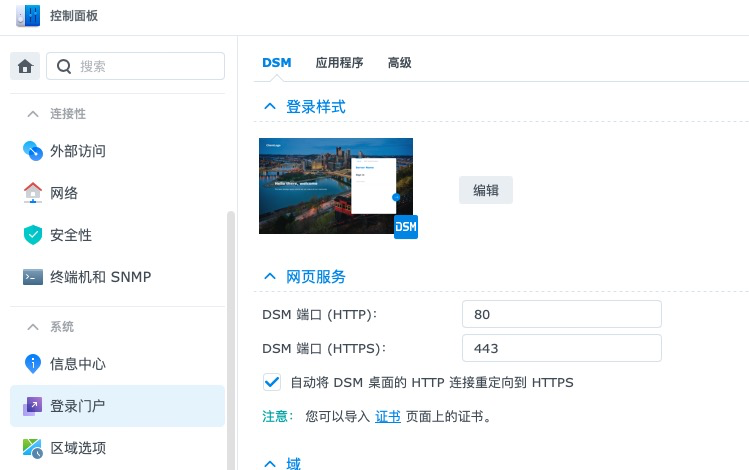 控制面板
搜索
连接性
外部访问
网络
安全性
终端机和 SNMP
系统
信息中心
登录门户
区域选项
DSM 应用程序 高级
登录样式
Hello there, welcome
DSM
编辑
网页服务
DSM 端口 (HTTP): 80
DSM 端口 (HTTPS): 443
自动将 DSM 桌面的 HTTP 连接重定向到 HTTPS
注意: 您可以导入 证书 页面上的证书。
域